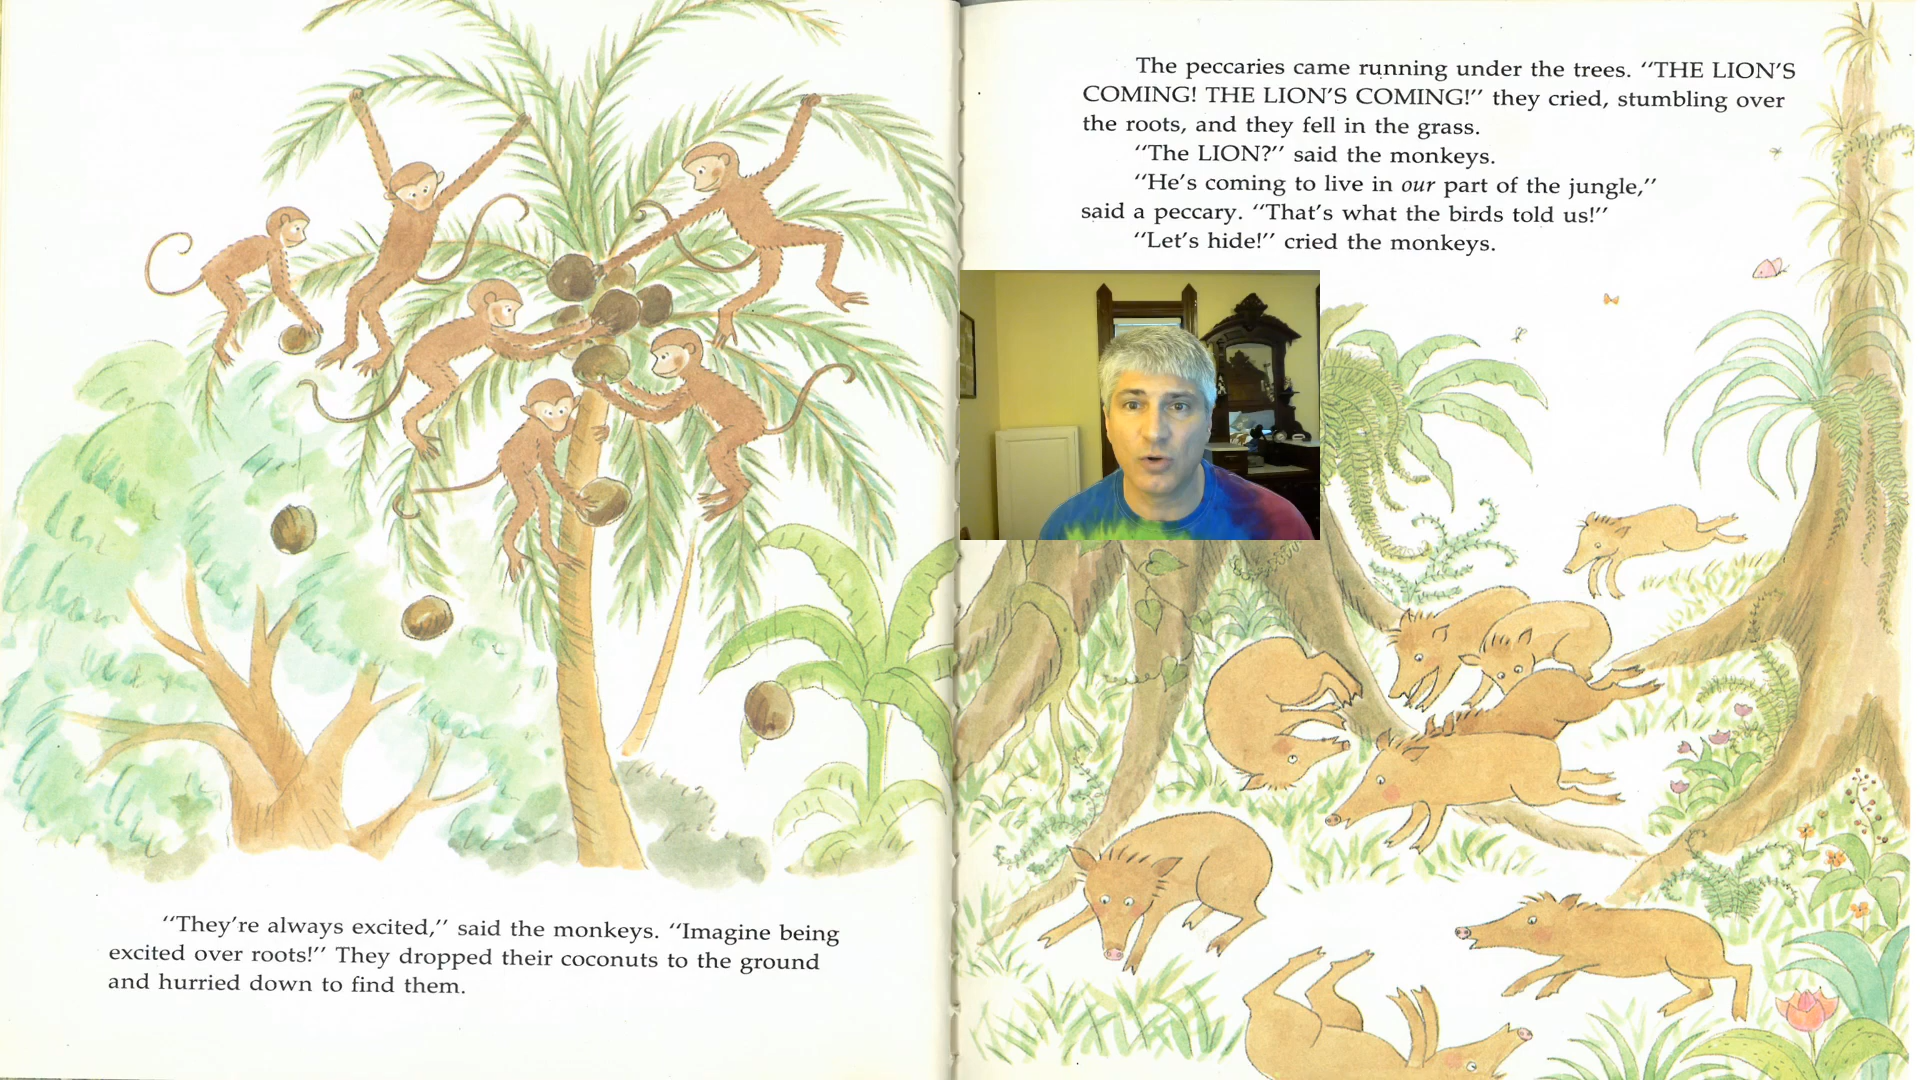 "They're always excited," said the monkeys. "Imagine being
excited over roots!" They dropped their coconuts to the ground
and hurried down to find them.
The peccaries came running under the trees. "THE LION'S
COMING! THE LION'S COMING!" they cried, stumbling over
the roots, and they fell in the grass.
"The LION?" said the monkeys.
"He's coming to live in our part of the jungle,"
said a peccary. "That's what the birds told us!"
"Let's hide!" cried the monkeys.